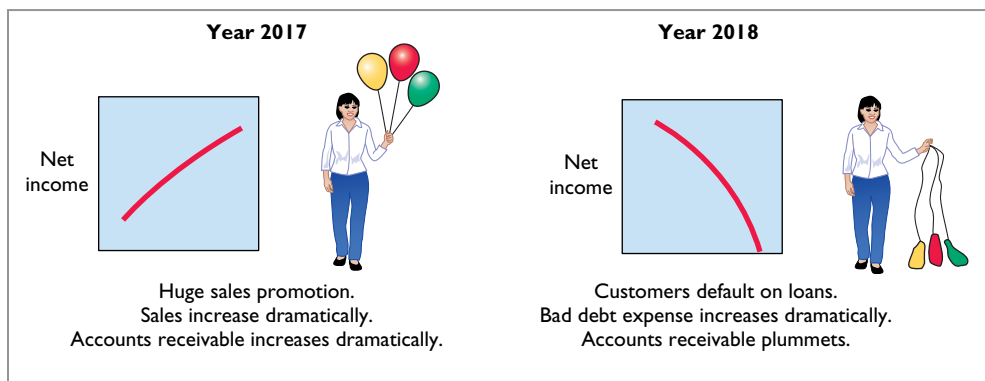 Year 2017
Net
income
Huge sales promotion.
Sales increase dramatically.
Accounts receivable increases dramatically.
Year 2018
Net
income
Customers default on loans.
Bad debt expense increases dramatically.
Accounts receivable plummets.